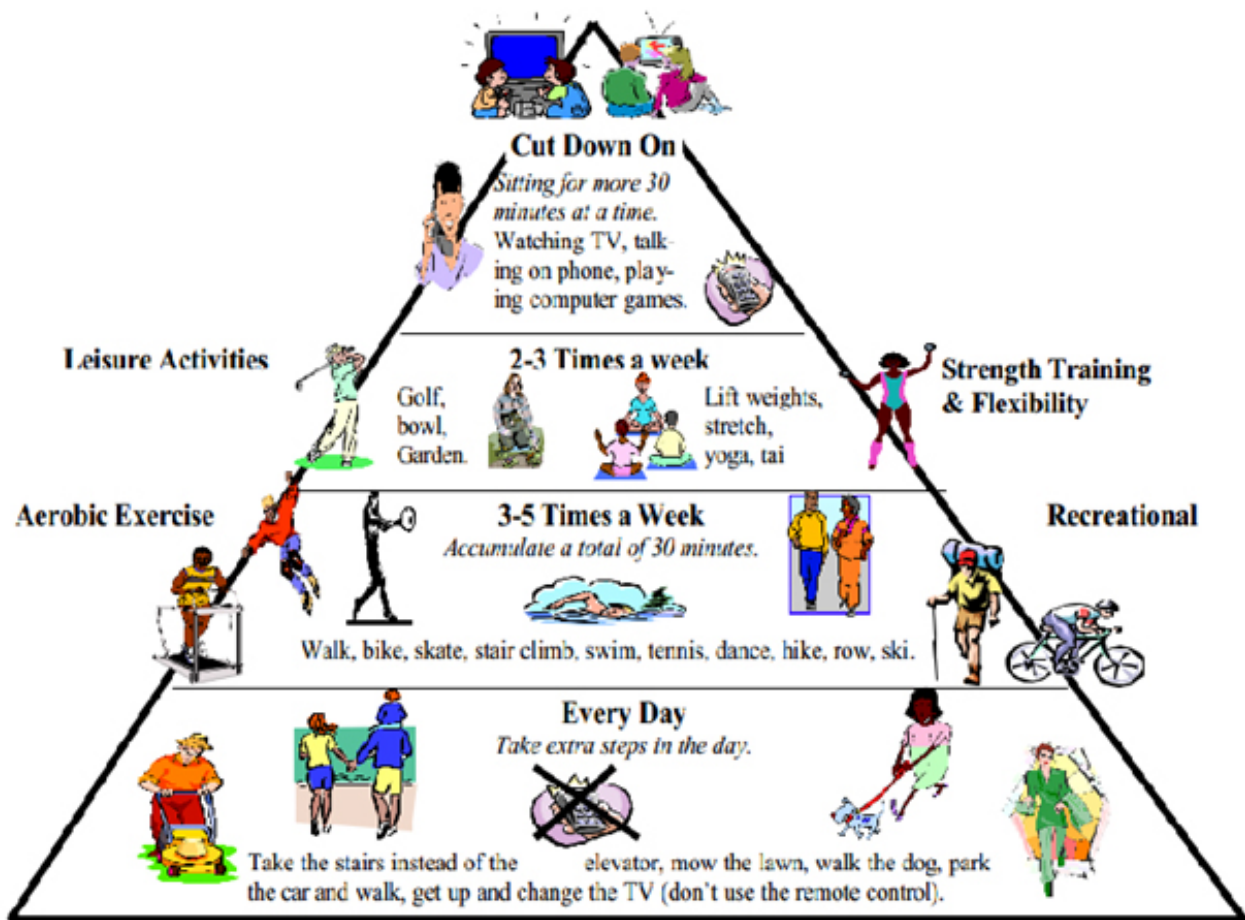 Cut Down On
Sitting for more 30
minutes at a time.
Watching TV, talk-
ing on phone, play-
ing computer games.
Leisure Activities
2-3 Times a week
Strength Training
& Flexibility
Golf,
bowl,
Garden.
Lift weights,
stretch,
yoga, tai
Aerobic Exercise
3-5 Times a Week
Recreational
Accumulate a total of 30 minutes.
Walk, bike, skate, stair climb, swim, tennis, dance, hike, row, ski.
Every Day
Take extra steps in the day.
Take the stairs instead of the elevator, mow the lawn, walk the dog, park
the car and walk, get up and change the TV (don't use the remote control).